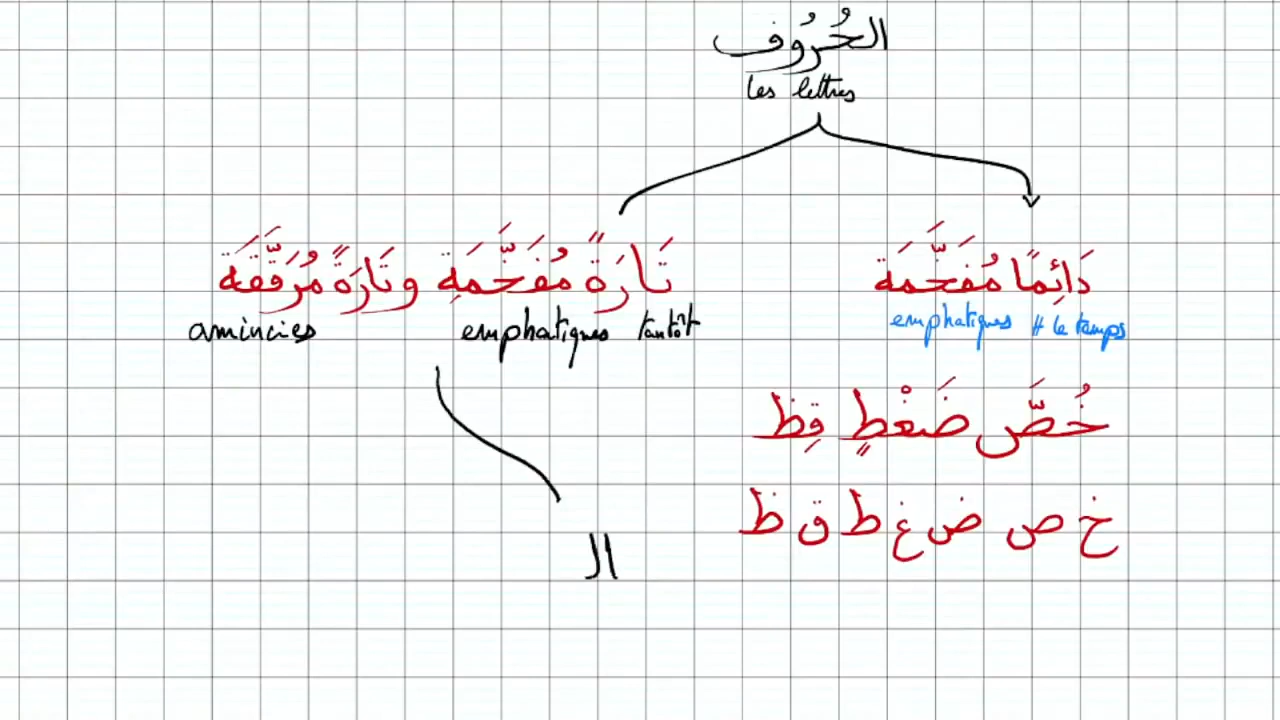 الحُرُوف
les lettres
دَائِمًا مُفَخَّمَة
تَارَةً مُفَخَّمَة وتَارَةً مُرَقَّقَة
emphatiques # le temps
amincies emphatiques tantôt
خُصَّ ضَغْطٍ قِظ
خ ص ض غ ط ق ظ
ال